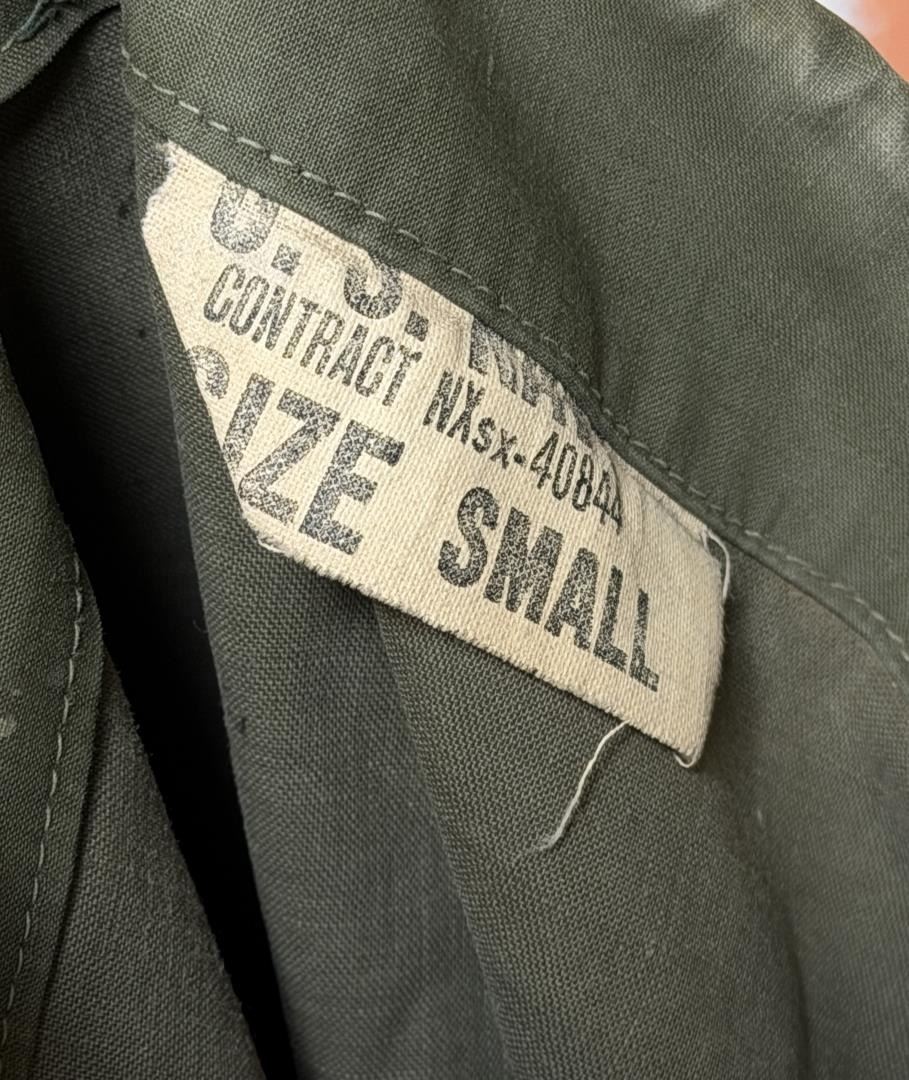 U. S.
CONTRACT NXsx-40844
SIZE SMALL